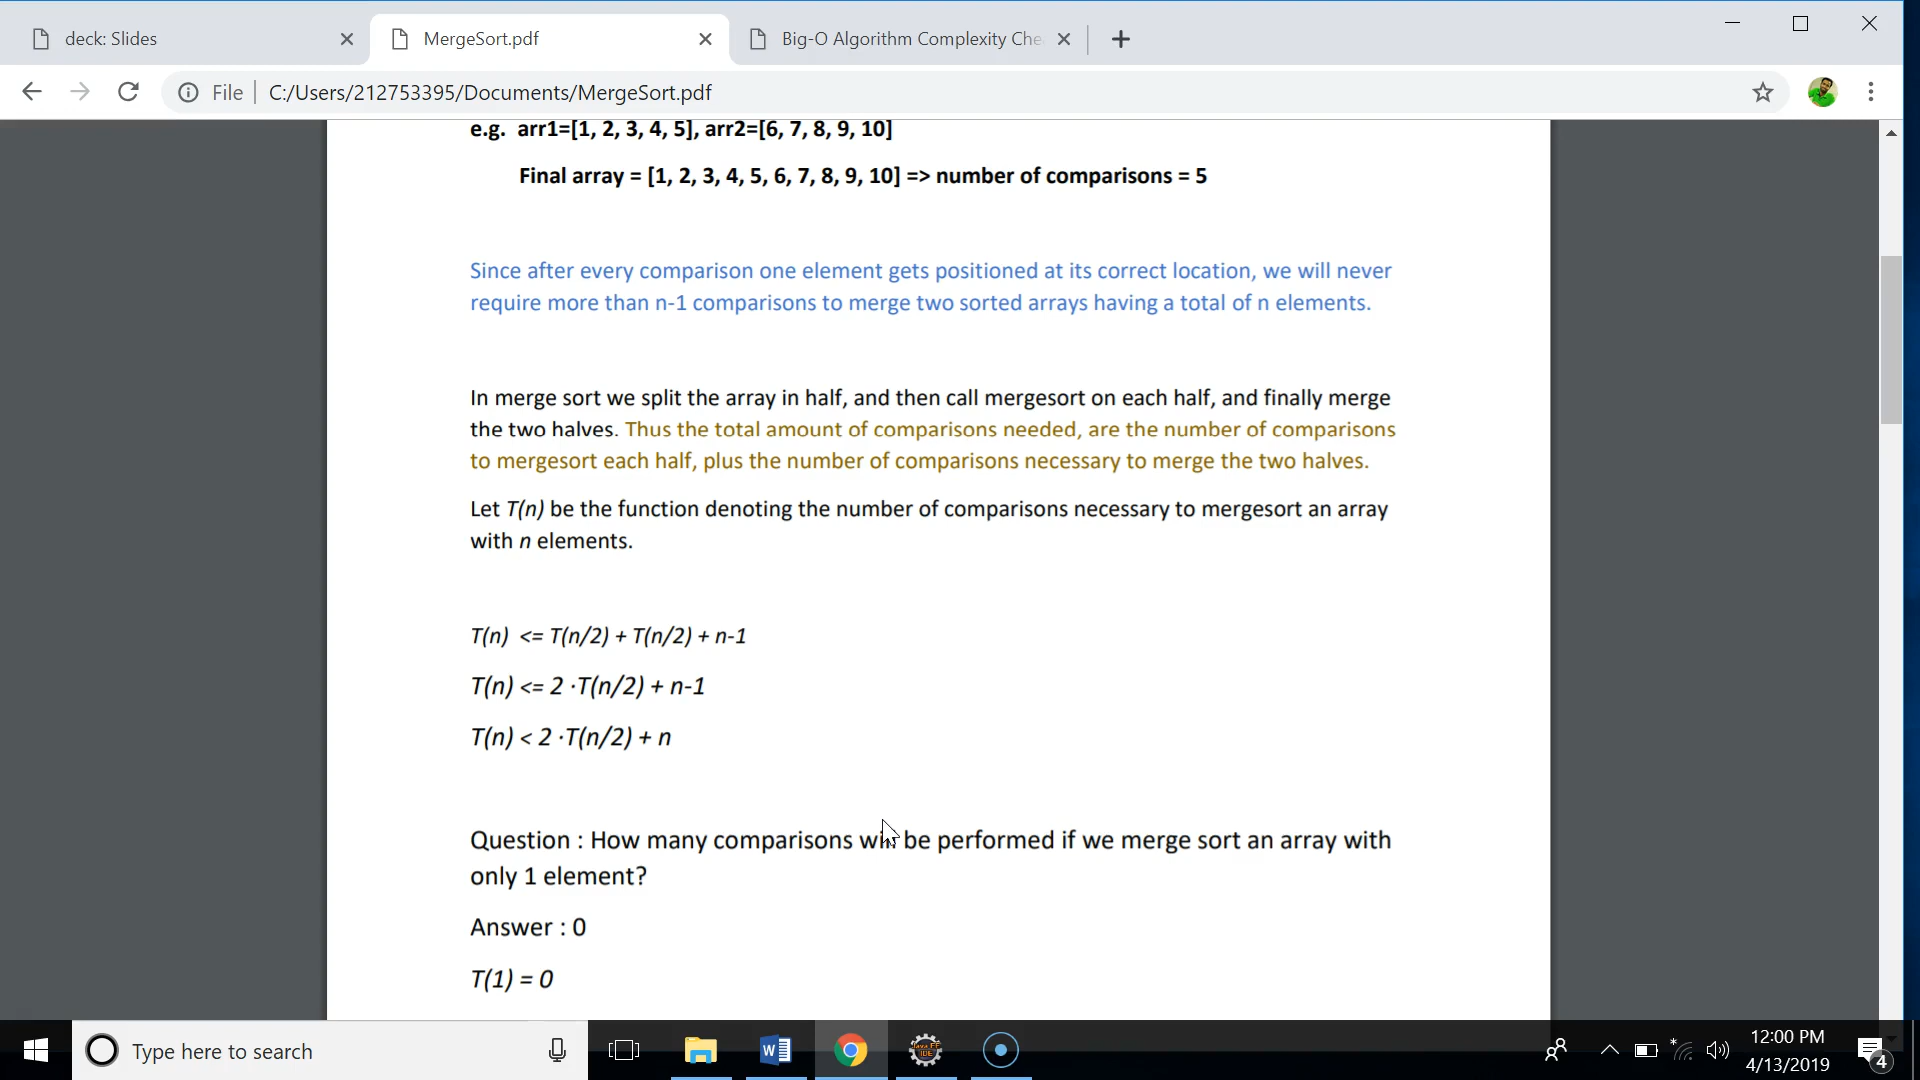 deck: Slides
MergeSort.pdf
Big-O Algorithm Complexity Che
File
C:/Users/212753395/Documents/MergeSort.pdf
e.g. arr1=[1, 2, 3, 4, 5], arr2=[6, 7, 8, 9, 10]
Final array = [1, 2, 3, 4, 5, 6, 7, 8, 9, 10] => number of comparisons = 5
Since after every comparison one element gets positioned at its correct location, we will never
require more than n-1 comparisons to merge two sorted arrays having a total of n elements.
In merge sort we split the array in half, and then call mergesort on each half, and finally merge
the two halves. Thus the total amount of comparisons needed, are the number of comparisons
to mergesort each half, plus the number of comparisons necessary to merge the two halves.
Let T(n) be the function denoting the number of comparisons necessary to mergesort an array
with n elements.
T(n) <= T(n/2) + T(n/2) + n-1
T(n) <= 2 ·T(n/2) + n-1
T(n) < 2 ·T(n/2) + n
Question : How many comparisons will be performed if we merge sort an array with
only 1 element?
Answer : 0
T(1) = 0
Type here to search
Java EE
IDE
12:00 PM
4/13/2019
4